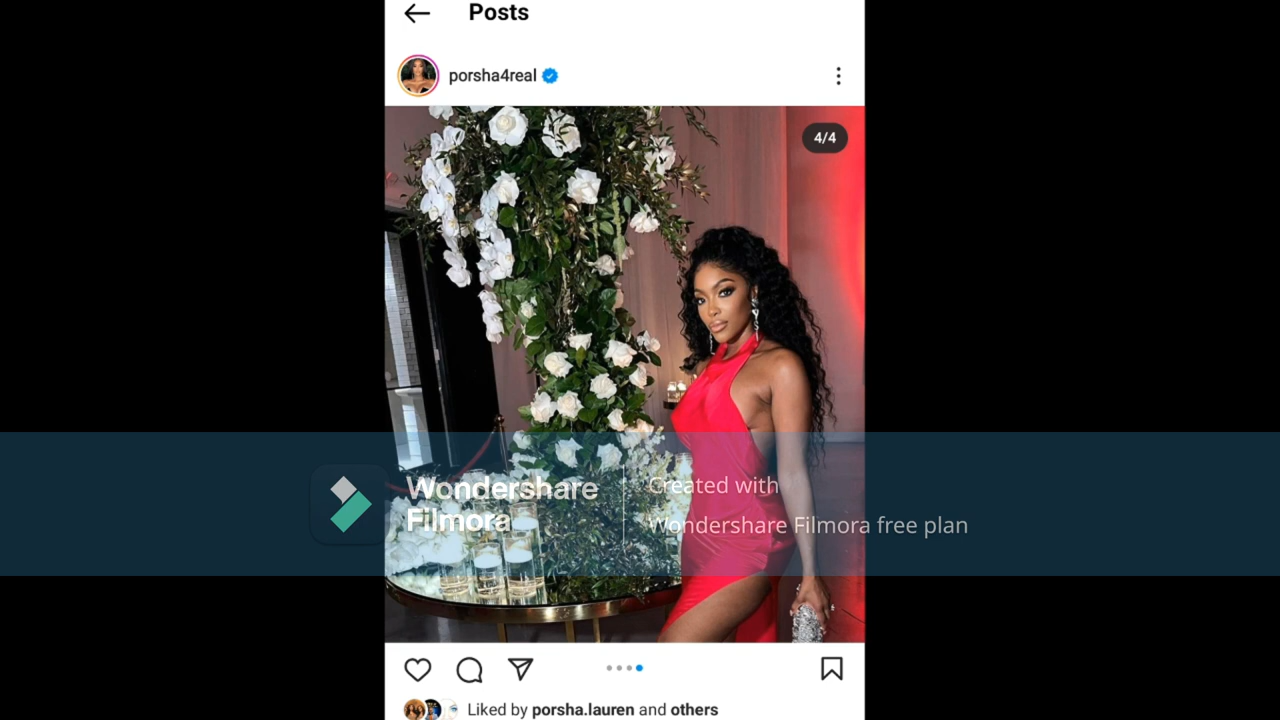 Posts
porsha4real
4/4
Wondershare
Filmora
Created with
Wondershare Filmora free plan
Liked by porsha.lauren and others